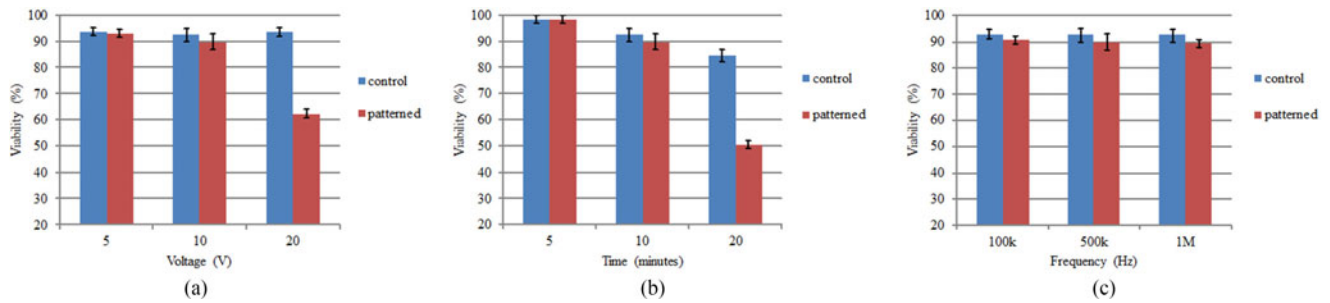 100
90
80
70
60
50
40
30
20
Viability (%)
5 10 20
Voltage (V)
control
patterned
(a)
100
90
80
70
60
50
40
30
20
Viability (%)
5 10 20
Time (minutes)
control
patterned
(b)
100
90
80
70
60
50
40
30
20
Viability (%)
100k 500k 1M
Frequency (Hz)
control
patterned
(c)